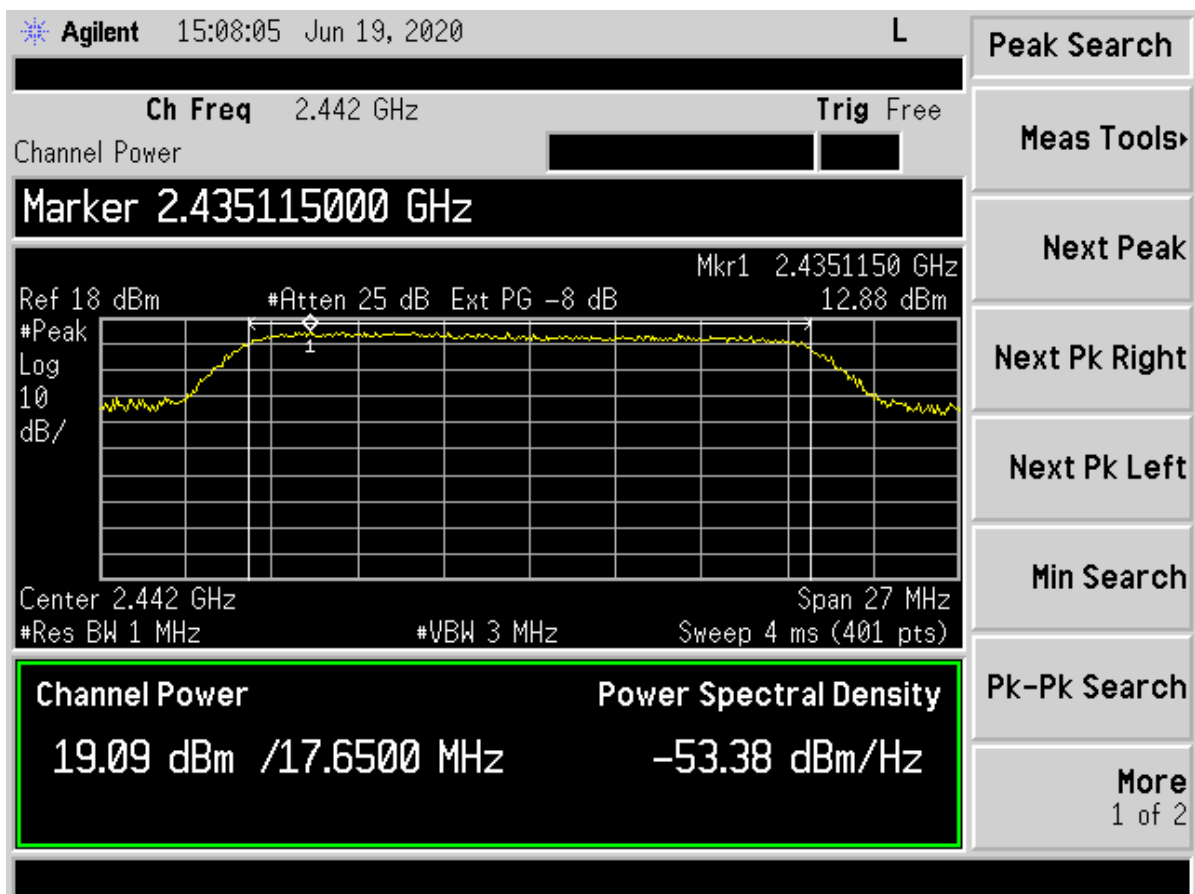 Agilent 15:08:05 Jun 19, 2020 L
Peak Search
Ch Freq 2.442 GHz Trig Free
Channel Power
Meas Tools
Marker 2.435115000 GHz
Next Peak
Mkr1 2.4351150 GHz
Ref 18 dBm #Atten 25 dB Ext PG -8 dB 12.88 dBm
#Peak
Log
10
dB/
1
Next Pk Right
Next Pk Left
Min Search
Center 2.442 GHz Span 27 MHz
#Res BW 1 MHz #VBW 3 MHz Sweep 4 ms (401 pts)
Channel Power Power Spectral Density
19.09 dBm /17.6500 MHz -53.38 dBm/Hz
Pk-Pk Search
More
1 of 2